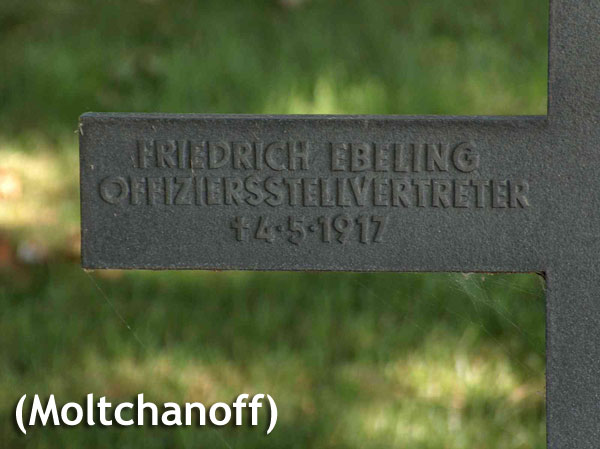 FRIEDRICH EBELING
OFFIZIERSSTELLVERTRETER
✝4·5·1917
(Moltchanoff)